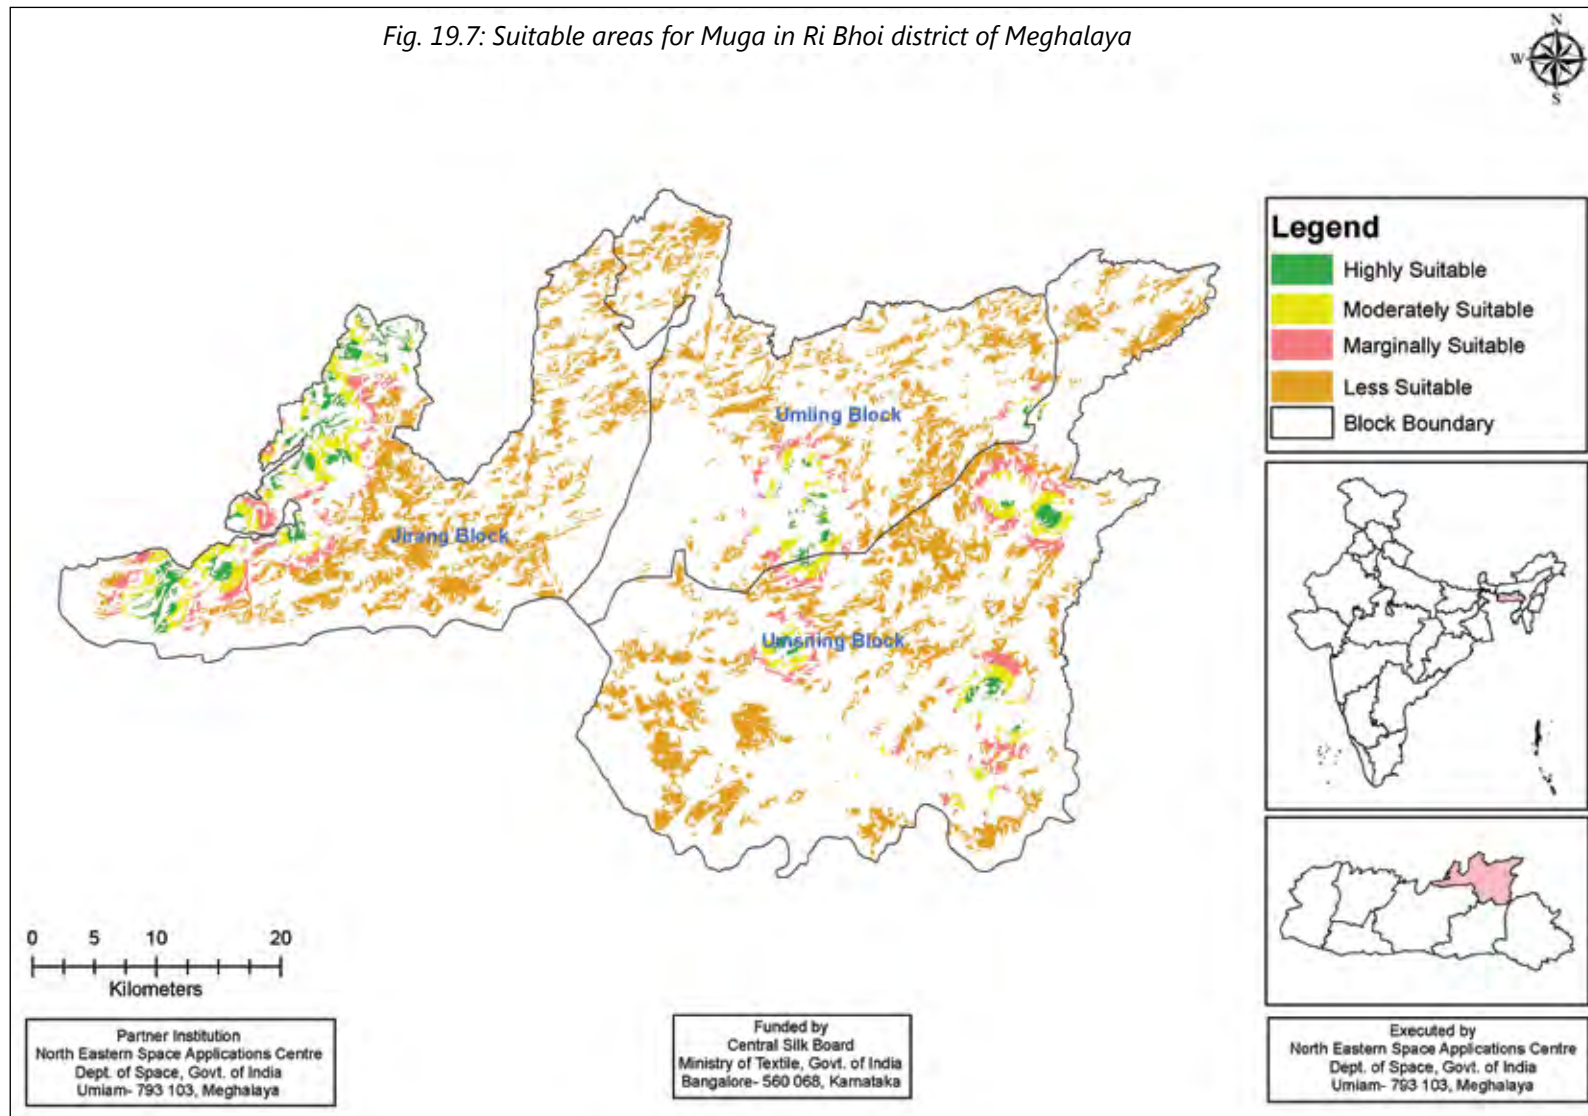 Fig. 19.7: Suitable areas for Muga in Ri Bhoi district of Meghalaya
N
W
S
Legend
Highly Suitable
Moderately Suitable
Marginally Suitable
Less Suitable
Block Boundary
Umling Block
Jirang Block
Umsning Block
0 5 10 20
Kilometers
Partner Institution
North Eastern Space Applications Centre
Dept. of Space, Govt. of India
Umiam- 793 103, Meghalaya
Funded by
Central Silk Board
Ministry of Textile, Govt. of India
Bangalore- 560 068, Karnataka
Executed by
North Eastern Space Applications Centre
Dept. of Space, Govt. of India
Umiam- 793 103, Meghalaya